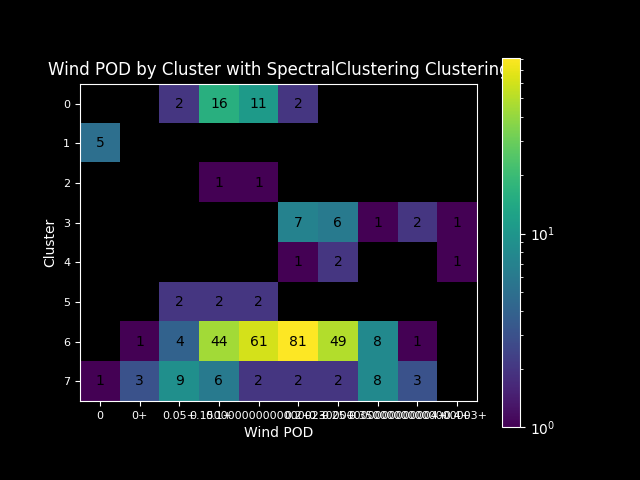 Wind POD by Cluster with SpectralClustering Clustering
0 2 16 11 2
1 5
2 1 1
3 7 6 1 2 1
4 1 2 1
5 2 2 2
6 1 4 44 61 81 49 8 1
7 1 3 9 6 2 2 2 8 3
0 0+ 0.05+
Wind POD
Cluster
10¹
10⁰